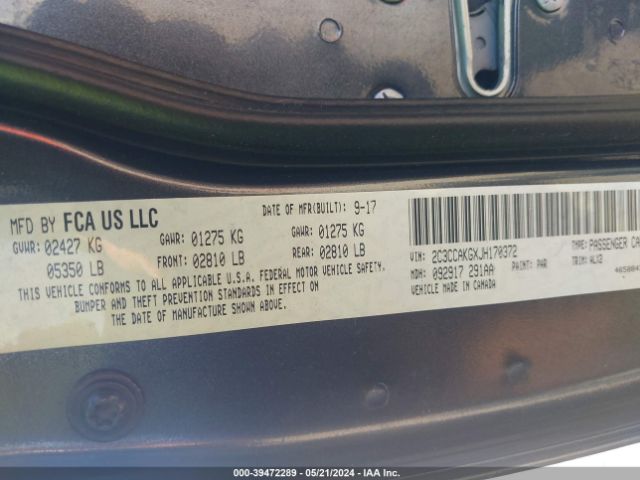 MFD BY FCA US LLC
DATE OF MFR(BUILT): 9-17
GVWR: 02427 KG
05350 LB
GAWR: 01275 KG
FRONT: 02810 LB
GAWR: 01275 KG
REAR: 02810 LB
THIS VEHICLE CONFORMS TO ALL APPLICABLE U.S.A. FEDERAL MOTOR VEHICLE SAFETY,
BUMPER AND THEFT PREVENTION STANDARDS IN EFFECT ON
THE DATE OF MANUFACTURE SHOWN ABOVE.
VIN: 2C3CCAKGXJH170372
TYPE: PASSENGER CA
MDH: 092917 291AA
PAINT: PAR
TRIM: ALX3
VEHICLE MADE IN CANADA
000-39472289 - 05/21/2024 - IAA